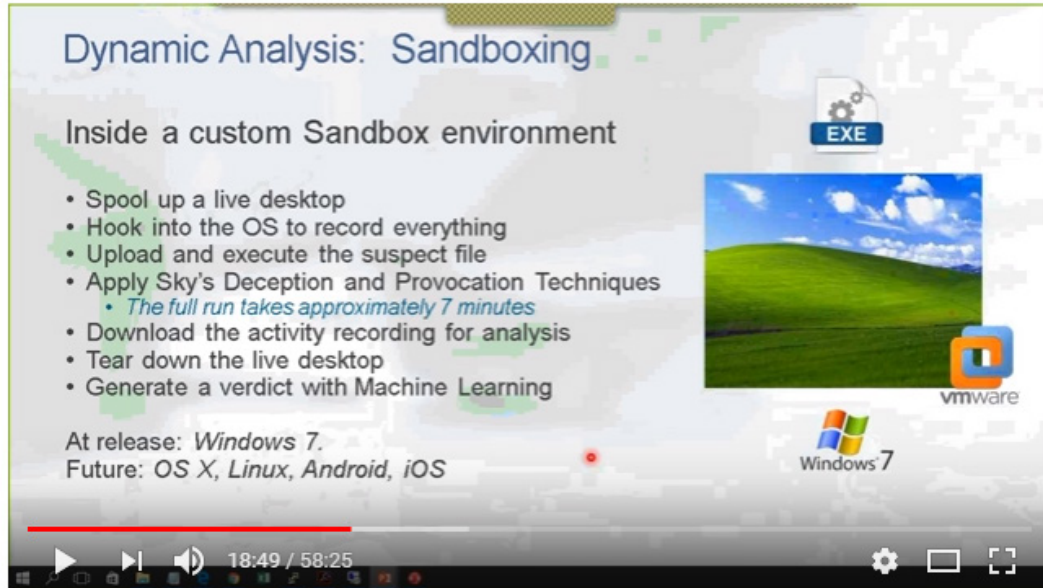 Dynamic Analysis: Sandboxing
Inside a custom Sandbox environment
EXE
• Spool up a live desktop
• Hook into the OS to record everything
• Upload and execute the suspect file
• Apply Sky's Deception and Provocation Techniques
• The full run takes approximately 7 minutes
• Download the activity recording for analysis
• Tear down the live desktop
• Generate a verdict with Machine Learning
vmware
At release: Windows 7.
Future: OS X, Linux, Android, iOS
Windows 7
18:49 / 58:25